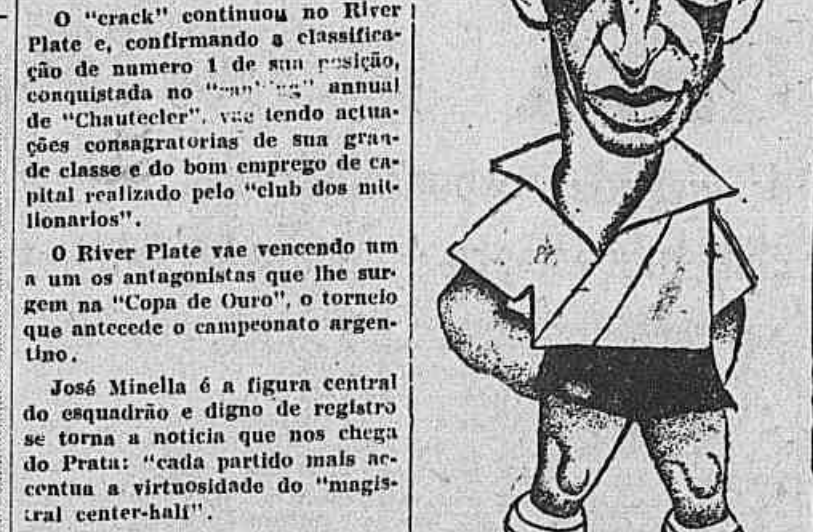 O "crack" continuou no River
Plate e, confirmando a classifica-
ção de numero 1 de sua posição,
conquistada no annual
de "Chautecler", vae tendo actua-
ções consagratorias de sua gran-
de classe e do bom emprego de ca-
pital realizado pelo "club dos mil-
lionarios".
O River Plate vae vencendo um
a um os antagonistas que lhe sur-
gem na "Copa de Ouro", o torneio
que antecede o campeonato argen-
tino.
José Minella é a figura central
do esquadrão e digno de registro
se torna a noticia que nos chega
do Prata: "cada partido mais ac-
centua a virtuosidade do "magis-
tral center-half".